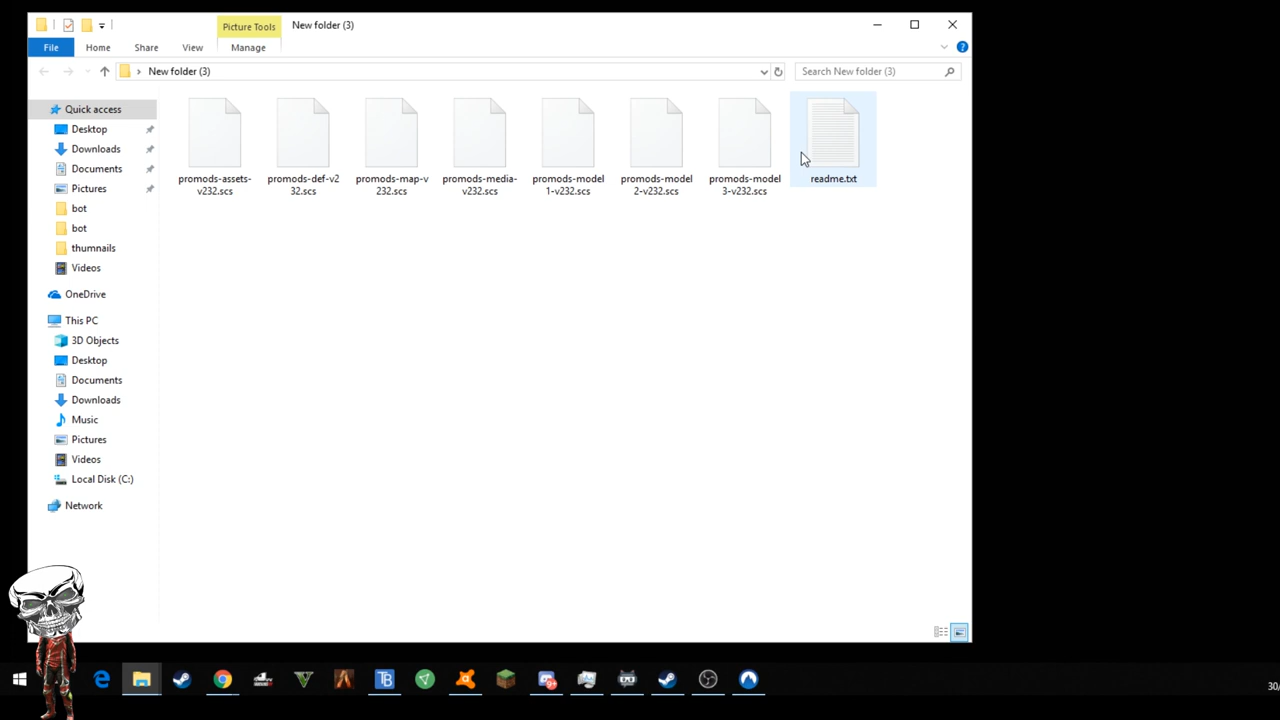 Picture Tools
New folder (3)
File
Home
Share
View
Manage
New folder (3)
Search New folder (3)
Quick access
Desktop
Downloads
Documents
Pictures
bot
bot
thumnails
Videos
OneDrive
This PC
3D Objects
Desktop
Documents
Downloads
Music
Pictures
Videos
Local Disk (C:)
Network
promods-assets-
v232.scs
promods-def-v2
32.scs
promods-map-v
232.scs
promods-media-
v232.scs
promods-model
1-v232.scs
promods-model
2-v232.scs
promods-model
3-v232.scs
readme.txt
30/